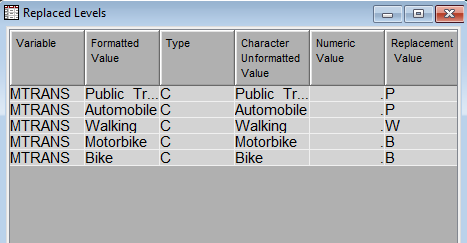 Replaced Levels
Variable Formatted Value Type Character Unformatted Value Numeric Value Replacement Value
MTRANS Public Tr... C Public Tr... . P
MTRANS Automobile C Automobile . P
MTRANS Walking C Walking . W
MTRANS Motorbike C Motorbike . B
MTRANS Bike C Bike . B